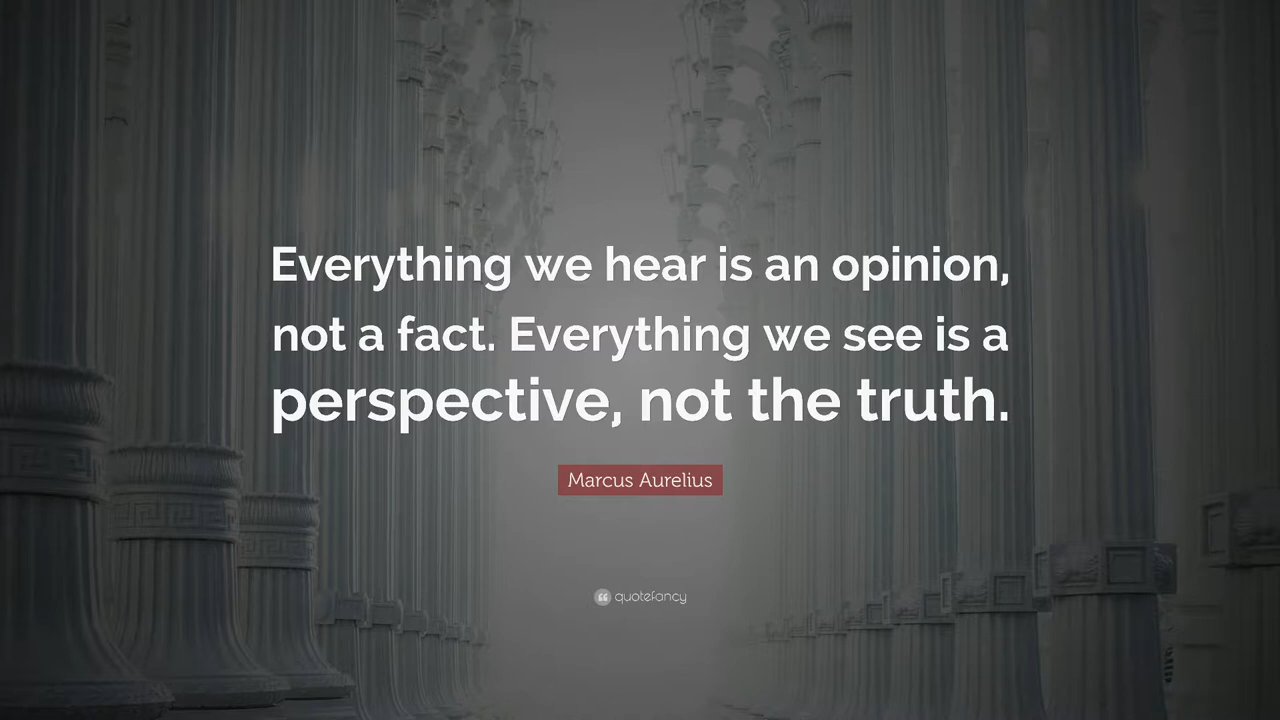 Everything we hear is an opinion,
not a fact. Everything we see is a
perspective, not the truth.
Marcus Aurelius
quotefancy